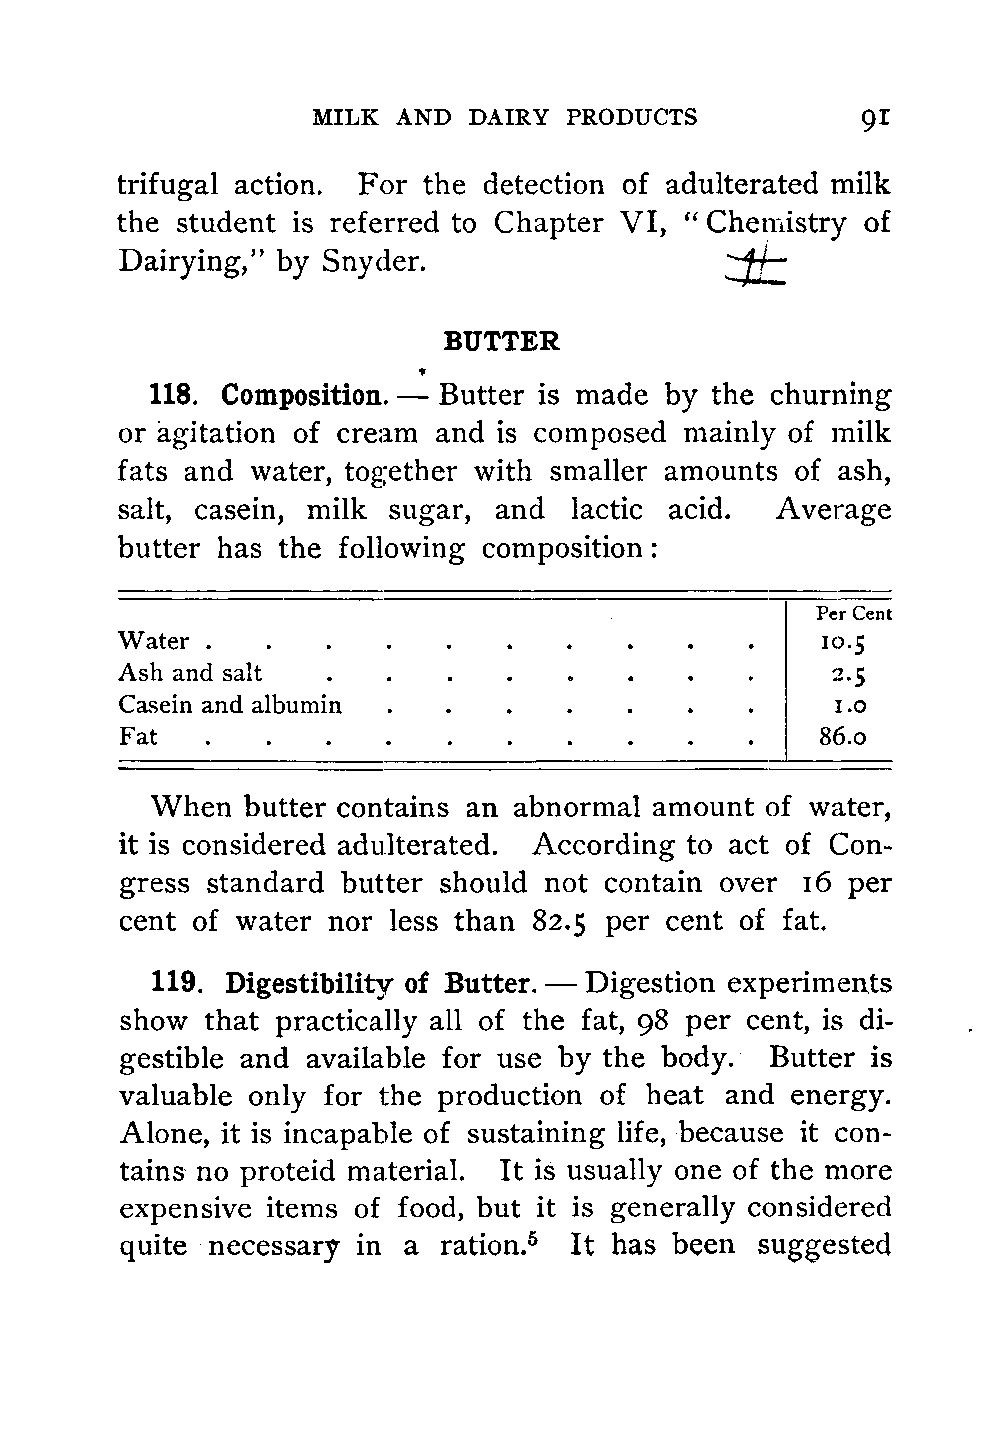 MILK AND DAIRY PRODUCTS 91
trifugal action. For the detection of adulterated milk
the student is referred to Chapter VI, “Chemistry of
Dairying,” by Snyder.
BUTTER
118. Composition. — Butter is made by the churning
or agitation of cream and is composed mainly of milk
fats and water, together with smaller amounts of ash,
salt, casein, milk sugar, and lactic acid. Average
butter has the following composition:
Per Cent
Water . . . . . . . . . . 10.5
Ash and salt . . . . . . . . 2.5
Casein and albumin . . . . . . . 1.0
Fat . . . . . . . . . . 86.0
When butter contains an abnormal amount of water,
it is considered adulterated. According to act of Con-
gress standard butter should not contain over 16 per
cent of water nor less than 82.5 per cent of fat.
119. Digestibility of Butter. — Digestion experiments
show that practically all of the fat, 98 per cent, is di-
gestible and available for use by the body. Butter is
valuable only for the production of heat and energy.
Alone, it is incapable of sustaining life, because it con-
tains no proteid material. It is usually one of the more
expensive items of food, but it is generally considered
quite necessary in a ration.⁵ It has been suggested